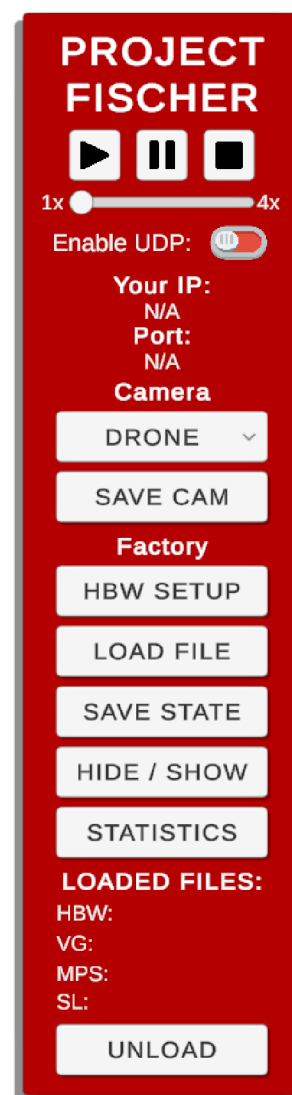 PROJECT
FISCHER
1x 4x
Enable UDP:
Your IP:
N/A
Port:
N/A
Camera
DRONE
SAVE CAM
Factory
HBW SETUP
LOAD FILE
SAVE STATE
HIDE / SHOW
STATISTICS
LOADED FILES:
HBW:
VG:
MPS:
SL:
UNLOAD